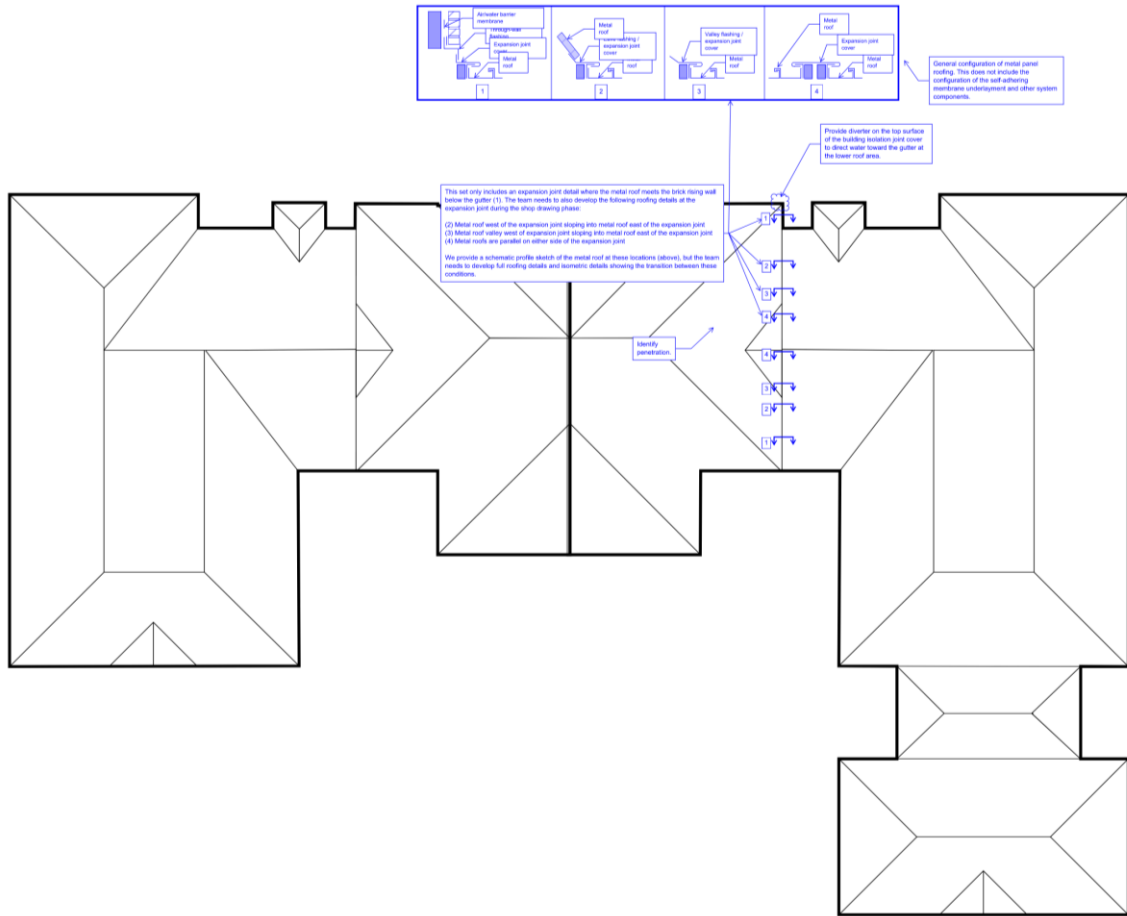 Air/water barrier
membrane
Through-wall
flashing
Expansion joint
cover
Metal
roof
1
Metal
roof
flashing /
expansion joint
cover
Metal
roof
2
Valley flashing /
expansion joint
cover
Metal
roof
3
Metal
roof
Expansion joint
cover
Metal
roof
4
General configuration of metal panel
roofing. This does not include the
configuration of the self-adhering
membrane underlayment and other system
components.
Provide diverter on the top surface
of the building isolation joint cover
to direct water toward the gutter at
the lower roof area.
This set only includes an expansion joint detail where the metal roof meets the brick rising wall
below the gutter (1). The team needs to also develop the following roofing details at the
expansion joint during the shop drawing phase:
(2) Metal roof west of the expansion joint sloping into metal roof east of the expansion joint
(3) Metal roof valley west of expansion joint sloping into metal roof east of the expansion joint
(4) Metal roofs are parallel on either side of the expansion joint
We provide a schematic profile sketch of the metal roof at these locations (above), but the team
needs to develop full roofing details and isometric details showing the transition between these
conditions.
1
2
3
4
Identify
penetration.
4
3
2
1